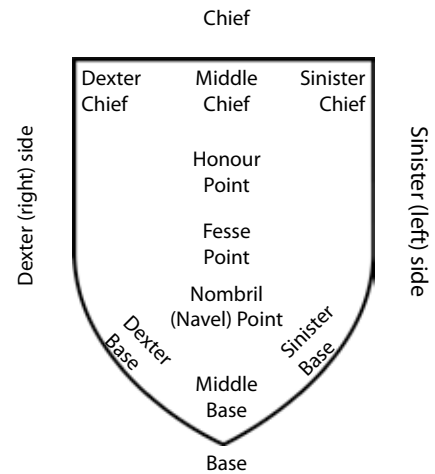 Chief
Dexter
Chief
Middle
Chief
Sinister
Chief
Dexter (right) side
Sinister (left) side
Honour
Point
Fesse
Point
Nombril
(Navel) Point
Dexter
Base
Sinister
Base
Middle
Base
Base